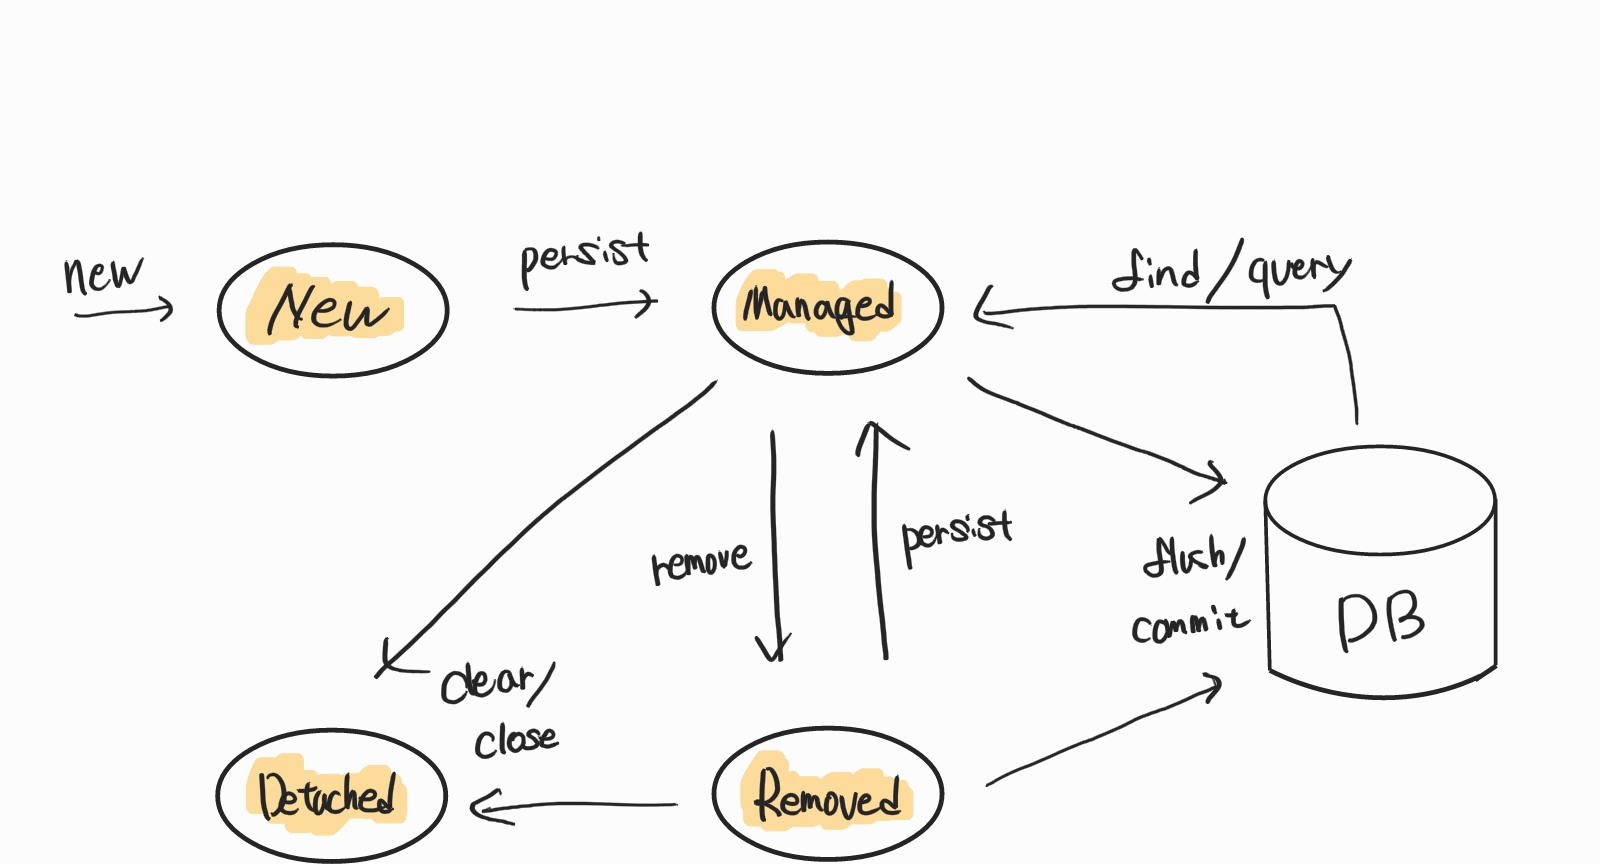 new
New
persist
Managed
find/query
remove
persist
flush/
commit
DB
clear/
close
Detached
Removed